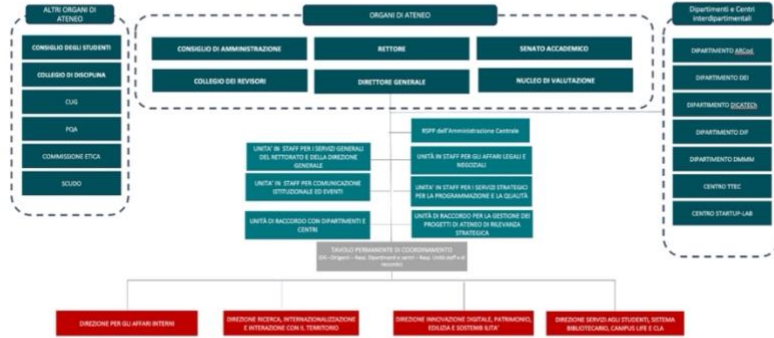 ALTRI ORGANI DI
ATENEO
CONSIGLIO DEGLI STUDENTI
COLLEGIO DI DISCIPLINA
CUG
PQA
COMMISSIONE ETICA
SCUDO
ORGANI DI ATENEO
CONSIGLIO DI AMMINISTRAZIONE
RETTORE
SENATO ACCADEMICO
COLLEGIO DEI REVISORI
DIRETTORE GENERALE
NUCLEO DI VALUTAZIONE
Dipartimenti e Centri
interdipartimentali
DIPARTIMENTO ARCod
DIPARTIMENTO DEI
DIPARTIMENTO DICATECh
DIPARTIMENTO DIF
DIPARTIMENTO DMMM
CENTRO TTEC
CENTRO STARTUP-LAB
RSPP dell'Amministrazione Centrale
UNITA' IN STAFF PER I SERVIZI GENERALI
DEL RETTORATO E DELLA DIREZIONE
GENERALE
UNITÀ IN STAFF PER GLI AFFARI LEGALI E
NEGOZIALI
UNITA' IN STAFF PER COMUNICAZIONE
ISTITUZIONALE ED EVENTI
UNITA' IN STAFF PER I SERVIZI STRATEGICI
PER LA PROGRAMMAZIONE E LA QUALITÀ
UNITÀ DI RACCORDO CON DIPARTIMENTI E
CENTRI
UNITÀ DI RACCORDO PER LA GESTIONE DEI
PROGETTI DI ATENEO DI RILEVANZA
STRATEGICA
TAVOLO PERMANENTE DI COORDINAMENTO
DIREZIONE PER GLI AFFARI INTERNI
DIREZIONE RICERCA, INTERNAZIONALIZZAZIONE
E INTERAZIONE CON IL TERRITORIO
DIREZIONE INNOVAZIONE DIGITALE, PATRIMONIO,
EDILIZIA E SOSTENIBILITA'
DIREZIONE SERVIZI AGLI STUDENTI, SISTEMA
BIBLIOTECARIO, CAMPUS LIFE E CLA